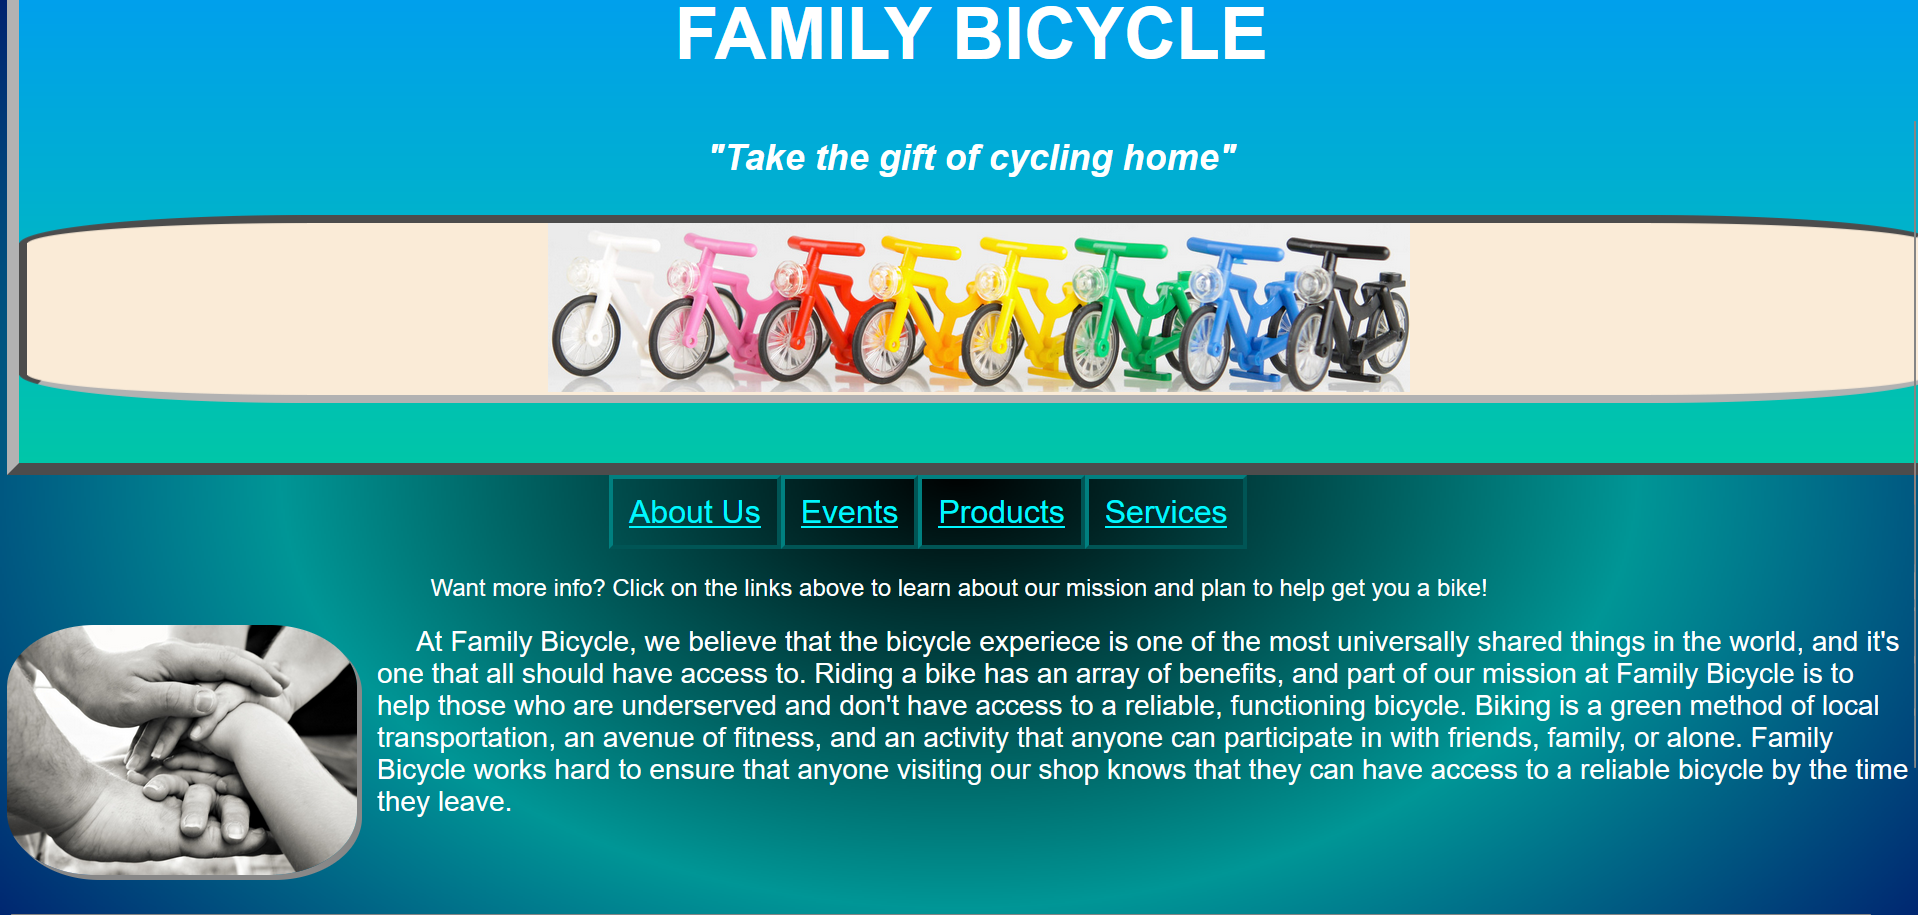 FAMILY BICYCLE
"Take the gift of cycling home"
About Us Events Products Services
Want more info? Click on the links above to learn about our mission and plan to help get you a bike!
At Family Bicycle, we believe that the bicycle experiece is one of the most universally shared things in the world, and it's
one that all should have access to. Riding a bike has an array of benefits, and part of our mission at Family Bicycle is to
help those who are underserved and don't have access to a reliable, functioning bicycle. Biking is a green method of local
transportation, an avenue of fitness, and an activity that anyone can participate in with friends, family, or alone. Family
Bicycle works hard to ensure that anyone visiting our shop knows that they can have access to a reliable bicycle by the time
they leave.